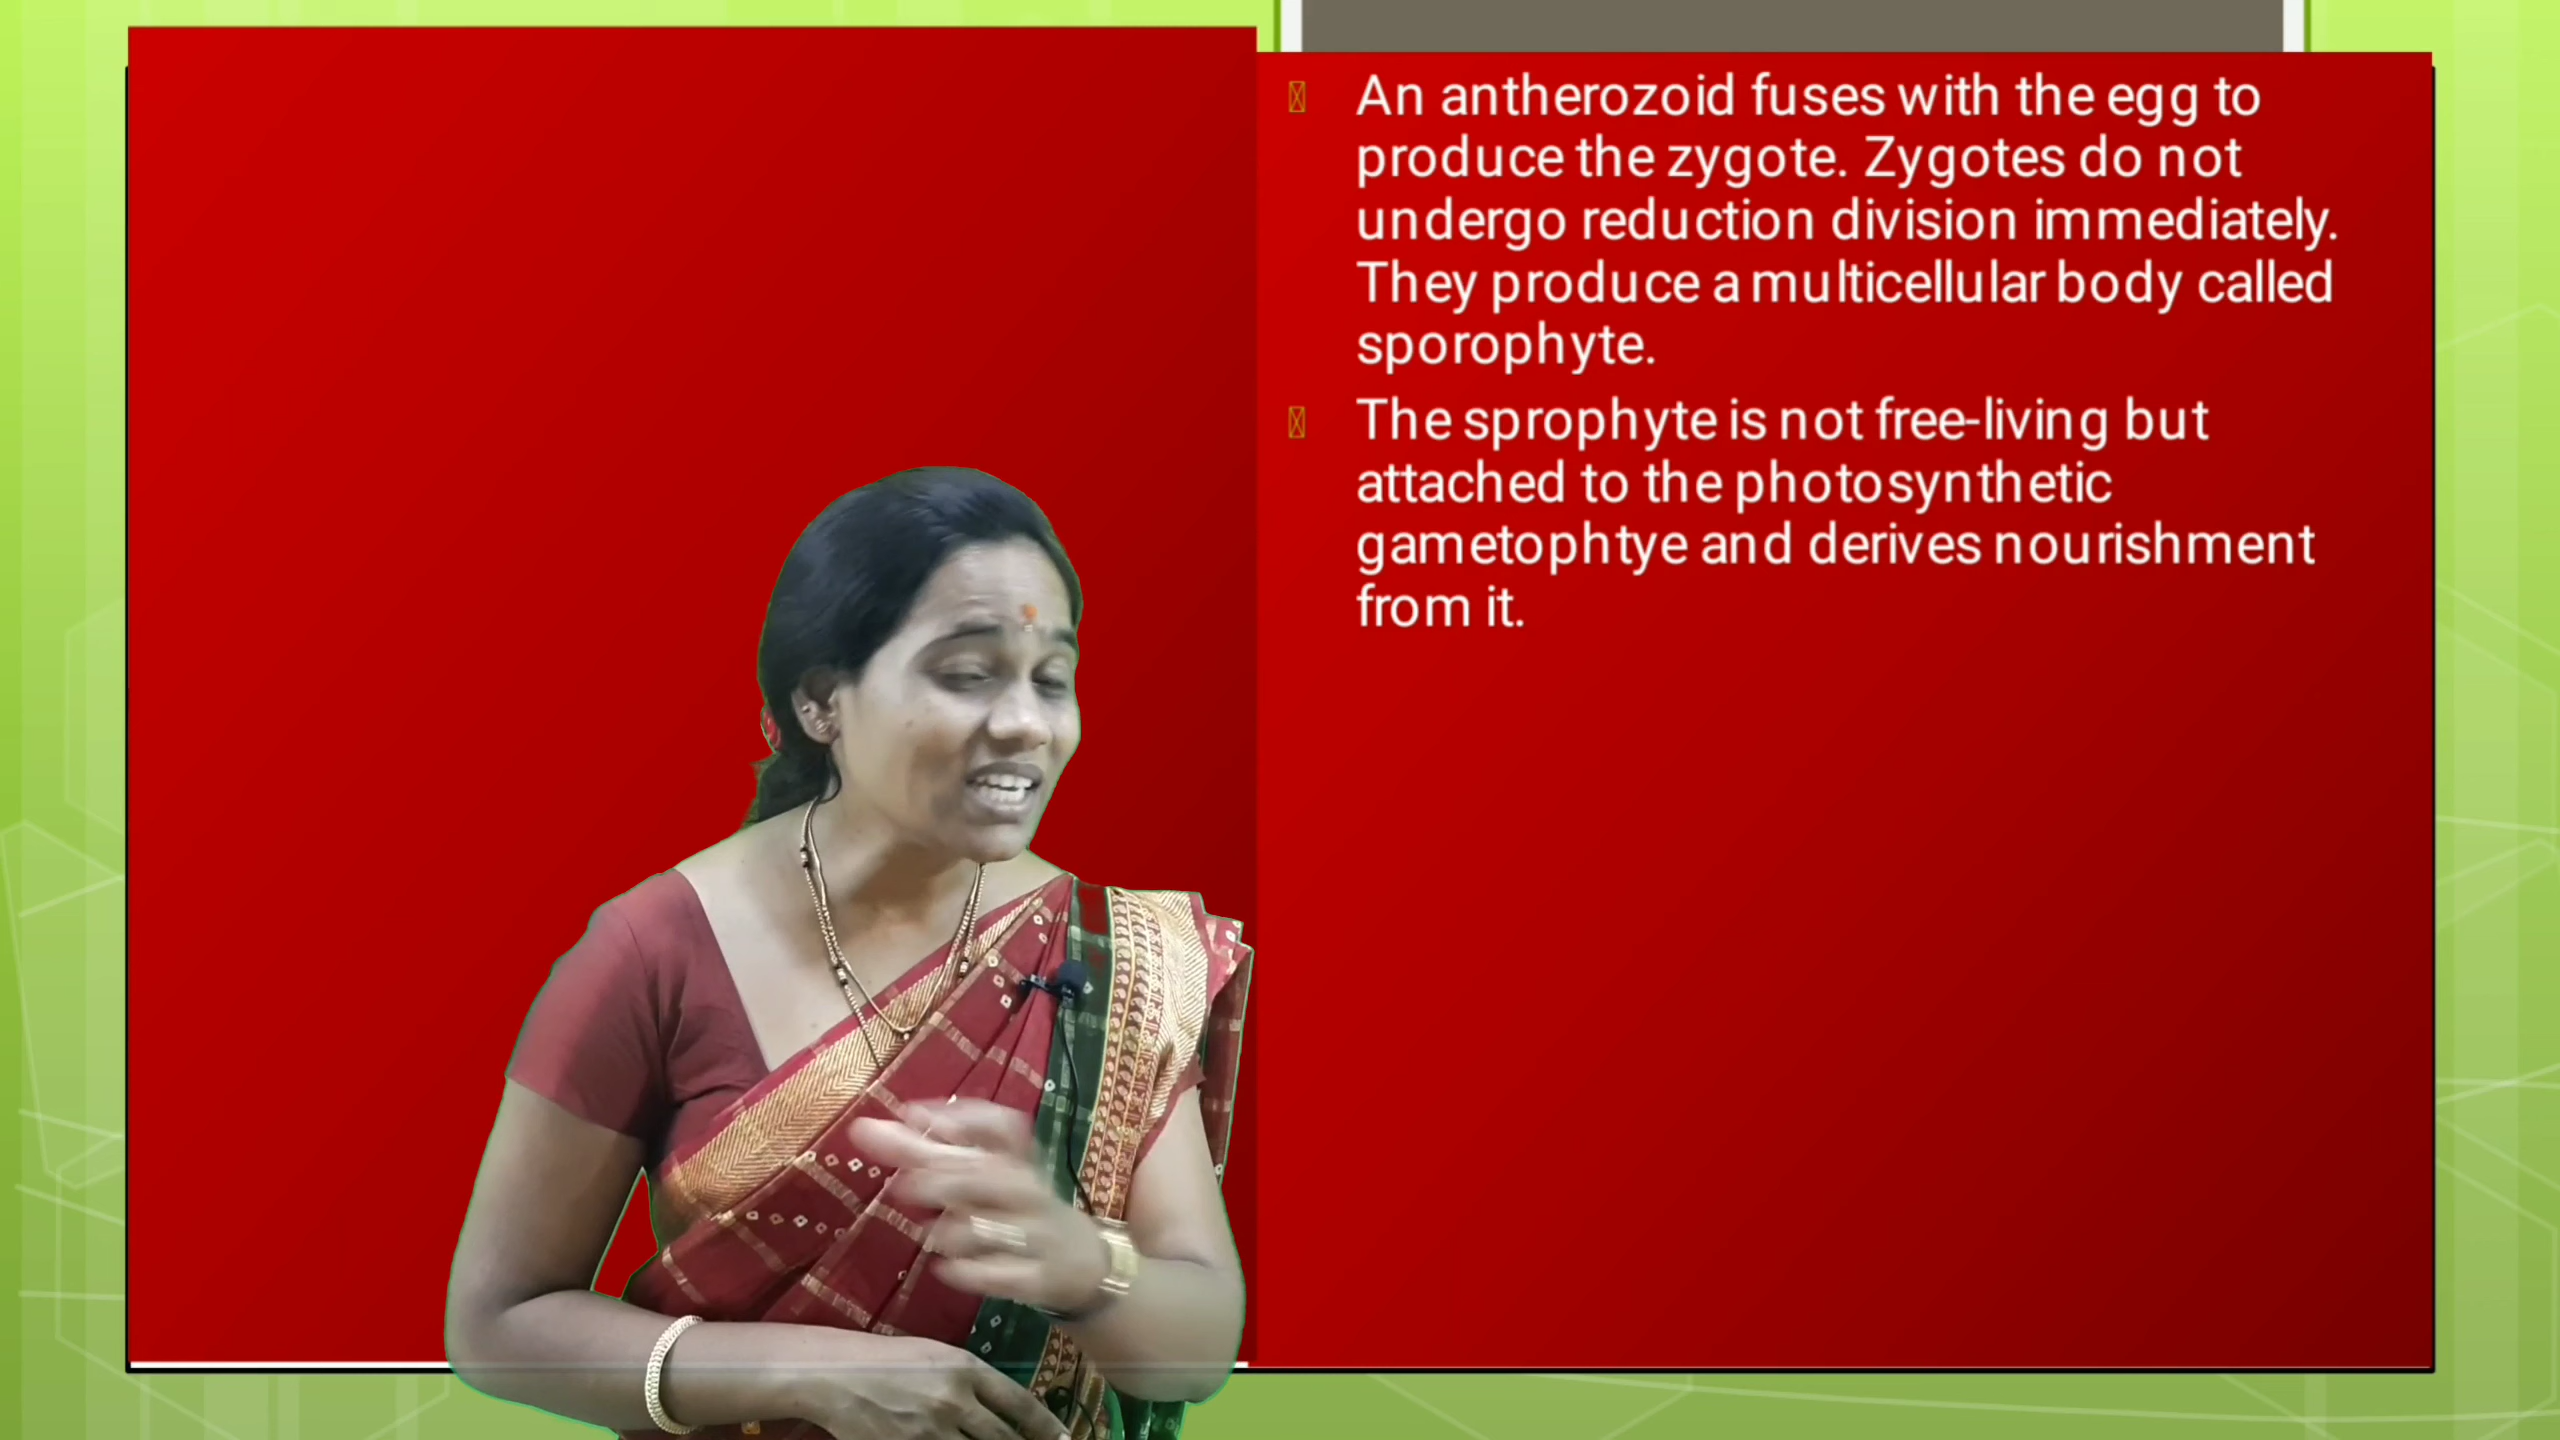 An antherozoid fuses with the egg to
produce the zygote. Zygotes do not
undergo reduction division immediately.
They produce a multicellular body called
sporophyte.
The sprophyte is not free-living but
attached to the photosynthetic
gametophtye and derives nourishment
from it.